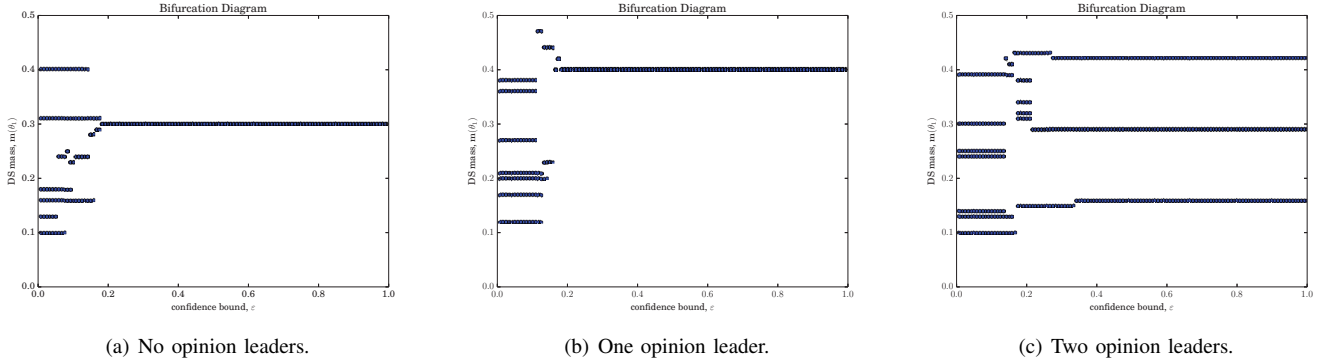 Bifurcation Diagram
0.5
0.4
0.3
0.2
0.1
0.0
DS mass, m(θ₁)
0.0 0.2 0.4 0.6 0.8 1.0
confidence bound, ε
(a) No opinion leaders.
Bifurcation Diagram
0.5
0.4
0.3
0.2
0.1
0.0
DS mass, m(θ₁)
0.0 0.2 0.4 0.6 0.8 1.0
confidence bound, ε
(b) One opinion leader.
Bifurcation Diagram
0.5
0.4
0.3
0.2
0.1
0.0
DS mass, m(θ₁)
0.0 0.2 0.4 0.6 0.8 1.0
confidence bound, ε
(c) Two opinion leaders.